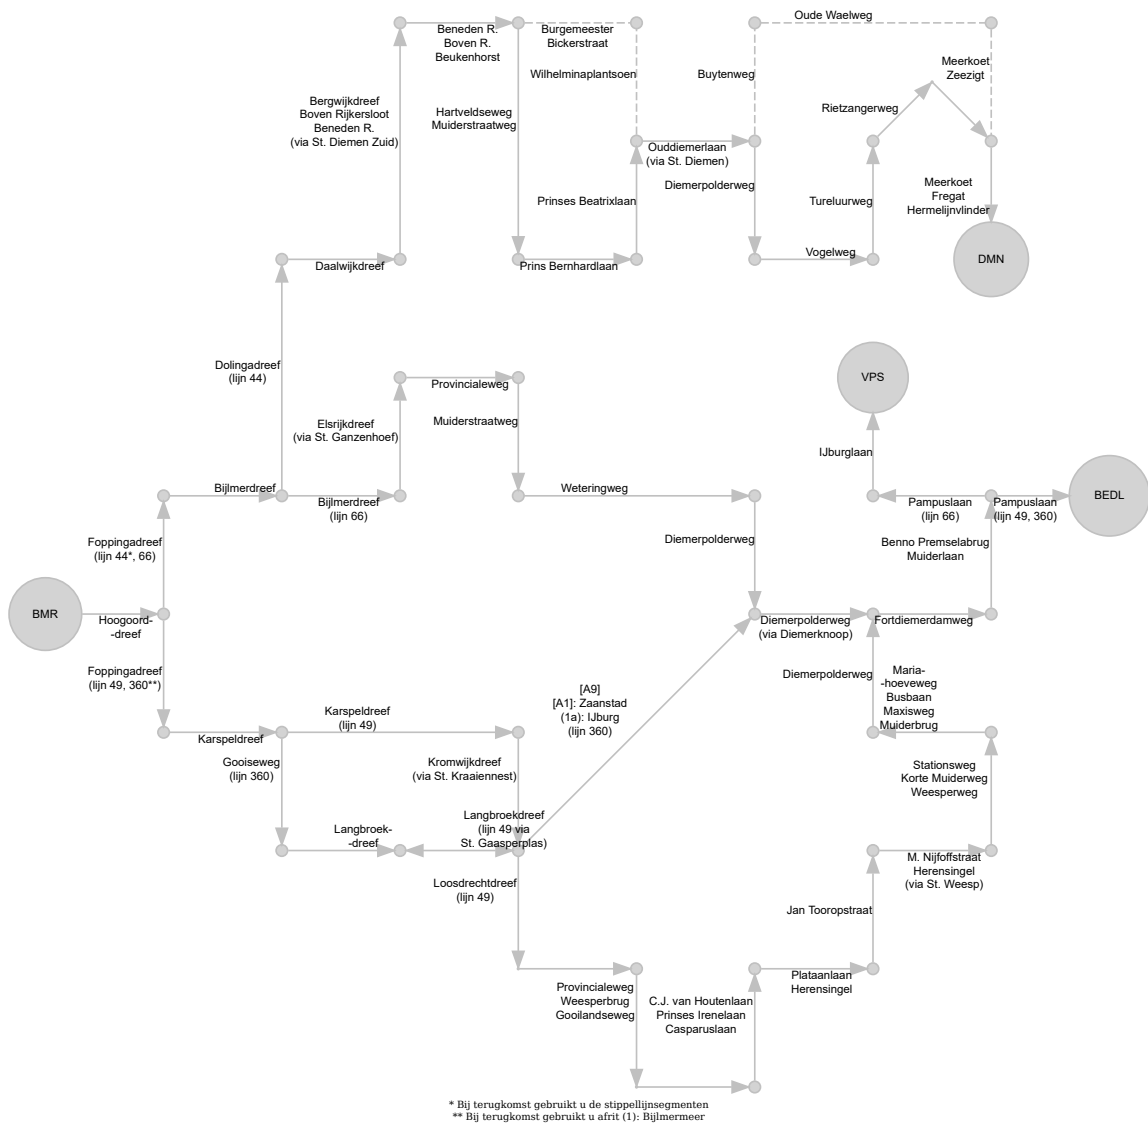 Oude Waelweg
Beneden R.
Boven R.
Beukenhorst
Burgemeester
Bickerstraat
Bergwijkdreef
Boven Rijkersloot
Beneden R.
(via St. Diemen Zuid)
Wilhelminaplantsoen
Buytenweg
Meerkoet
Zeezigt
Rietzangerweg
Hartveldseweg
Muiderstraatweg
Ouddiemerlaan
(via St. Diemen)
Diemerpolderweg
Prinses Beatrixlaan
Tureluurweg
Meerkoet
Fregat
Hermelijnvlinder
Daalwijkdreef
Prins Bernhardlaan
Vogelweg
DMN
Dolingadreef
(lijn 44)
Provincialeweg
VPS
Elsrijkdreef
(via St. Ganzenhoef)
Muiderstraatweg
IJburglaan
Bijlmerdreef
Bijlmerdreef
(lijn 66)
Weteringweg
Pampuslaan
(lijn 66)
Pampuslaan
(lijn 49, 360)
BEDL
Foppingadreef
(lijn 44*, 66)
Diemerpolderweg
Benno Premselabrug
Muiderlaan
BMR
Hoogoord-
-dreef
Diemerpolderweg
(via Diemerknoop)
Fortdiemerdamweg
Foppingadreef
(lijn 49, 360**)
Diemerpolderweg
Maria-
-hoeveweg
Busbaan
Maxisweg
Muiderbrug
[A9]
[A1]: Zaanstad
(1a): IJburg
(lijn 360)
Karspeldreef
Karspeldreef
(lijn 49)
Gooiseweg
(lijn 360)
Kromwijkdreef
(via St. Kraaiennest)
Stationsweg
Korte Muiderweg
Weesperweg
Langbroek-
-dreef
Langbroekdreef
(lijn 49 via
St. Gaasperplas)
M. Nijfoffstraat
Herensingel
(via St. Weesp)
Loosdrechtdreef
(lijn 49)
Jan Tooropstraat
Provincialeweg
Weesperbrug
Gooilandseweg
C.J. van Houtenlaan
Prinses Irenelaan
Casparuslaan
Plataanlaan
Herensingel
* Bij terugkomst gebruikt u de stippellijnsegmenten
** Bij terugkomst gebruikt u afrit (1): Bijlmermeer